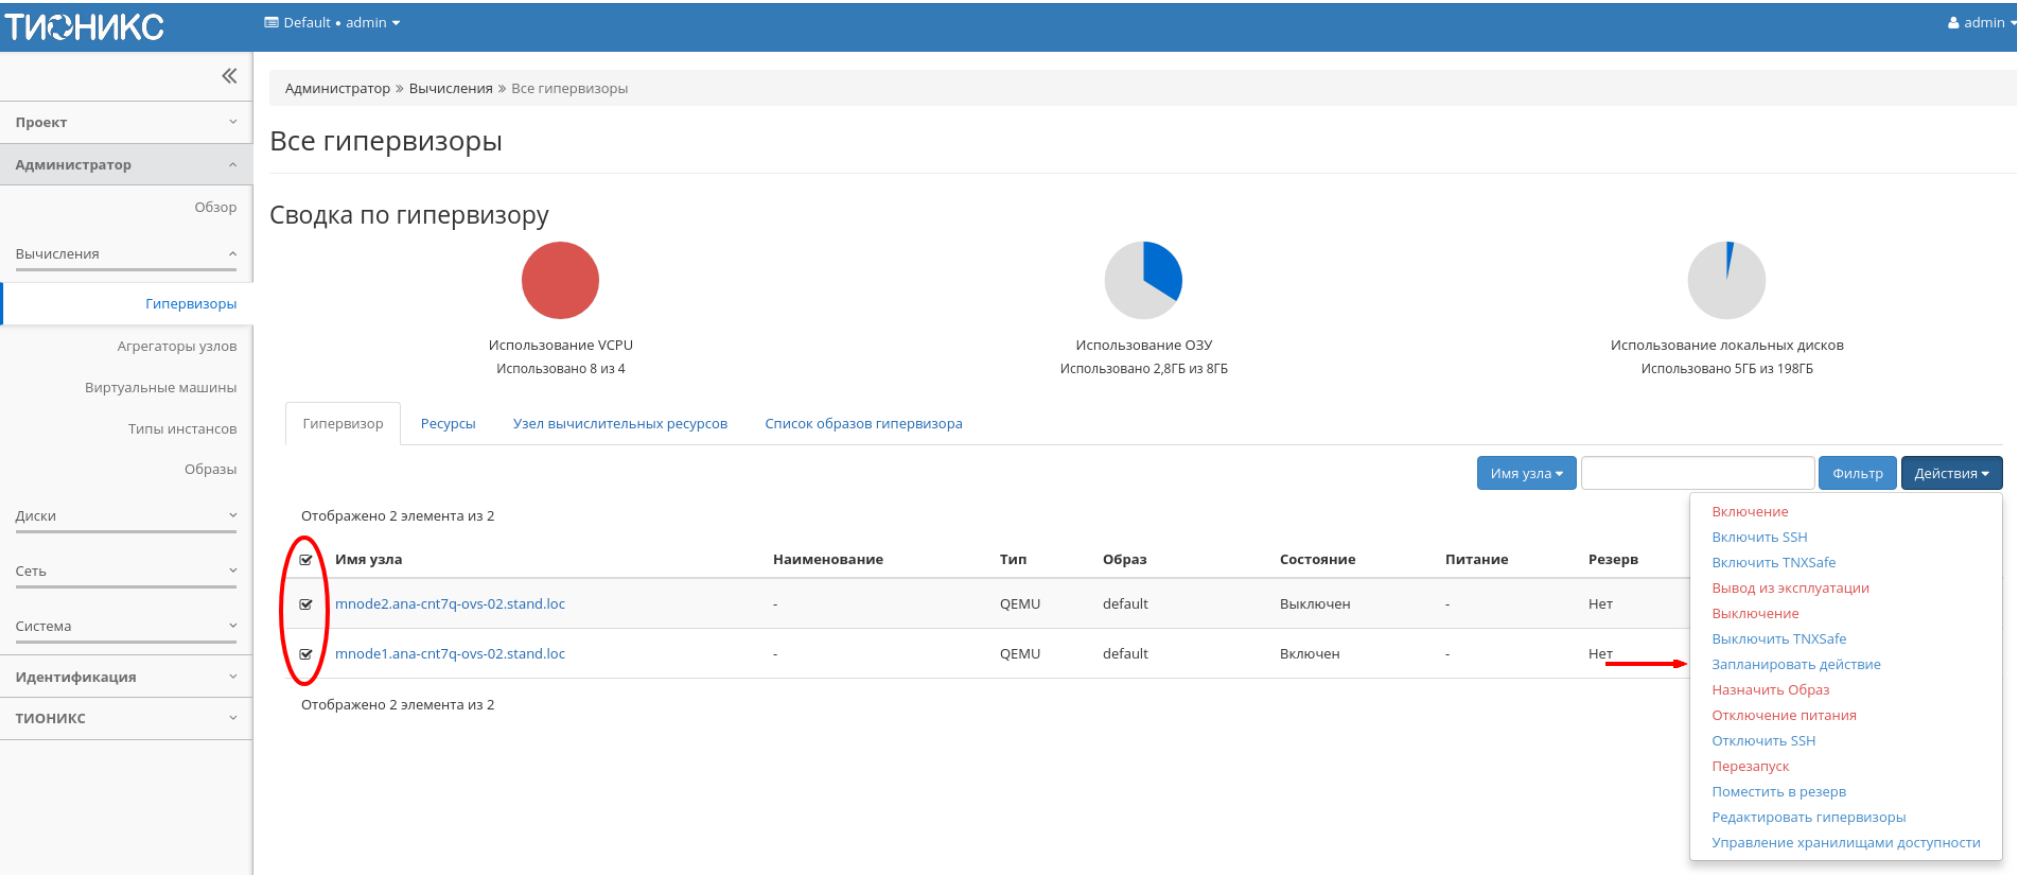 ТИОНИКС
Default • admin
admin
Администратор » Вычисления » Все гипервизоры
Проект
Администратор
Обзор
Вычисления
Гипервизоры
Агрегаторы узлов
Виртуальные машины
Типы инстансов
Образы
Диски
Сеть
Система
Идентификация
ТИОНИКС
Все гипервизоры
Сводка по гипервизору
Использование VCPU
Использовано 8 из 4
Использование ОЗУ
Использовано 2,8ГБ из 8ГБ
Использование локальных дисков
Использовано 5ГБ из 198ГБ
Гипервизор Ресурсы Узел вычислительных ресурсов Список образов гипервизора
Имя узла Фильтр Действия
Отображено 2 элемента из 2
Имя узла Наименование Тип Образ Состояние Питание Резерв
mnode2.ana-cnt7q-ovs-02.stand.loc - QEMU default Выключен - Нет
mnode1.ana-cnt7q-ovs-02.stand.loc - QEMU default Включен - Нет
Отображено 2 элемента из 2
Включение
Включить SSH
Включить TNXSafe
Вывод из эксплуатации
Выключение
Выключить TNXSafe
Запланировать действие
Назначить Образ
Отключение питания
Отключить SSH
Перезапуск
Поместить в резерв
Редактировать гипервизоры
Управление хранилищами доступности